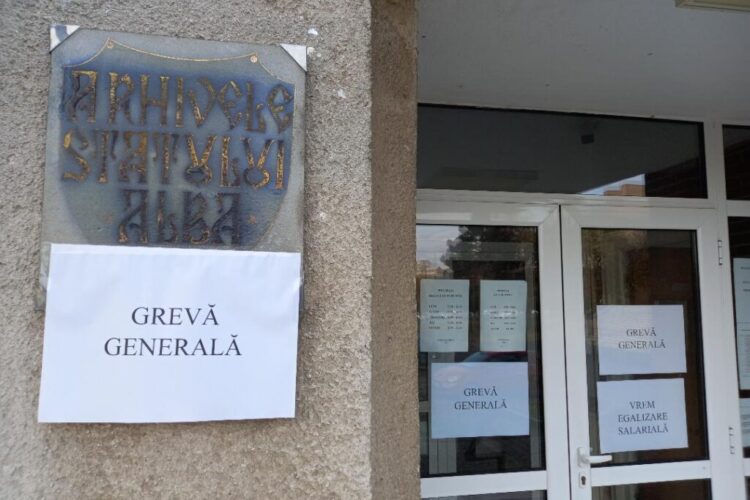 ARHIVELE
STATULUI
ALBA
GREVĂ
GENERALĂ
GREVĂ
GENERALĂ
GREVĂ
GENERALĂ
VREM
EGALIZARE
SALARIALĂ